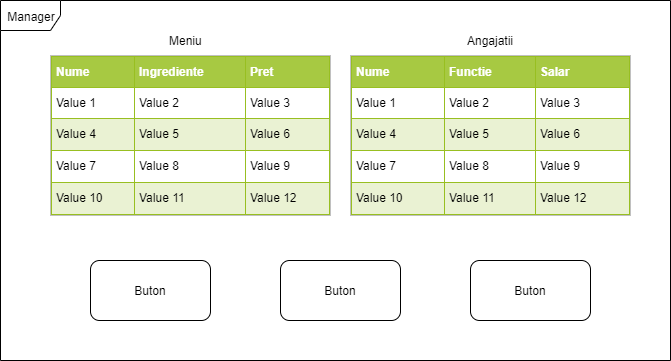 Manager
Meniu
Nume Ingrediente Pret
Value 1 Value 2 Value 3
Value 4 Value 5 Value 6
Value 7 Value 8 Value 9
Value 10 Value 11 Value 12
Angajatii
Nume Functie Salar
Value 1 Value 2 Value 3
Value 4 Value 5 Value 6
Value 7 Value 8 Value 9
Value 10 Value 11 Value 12
Buton Buton Buton